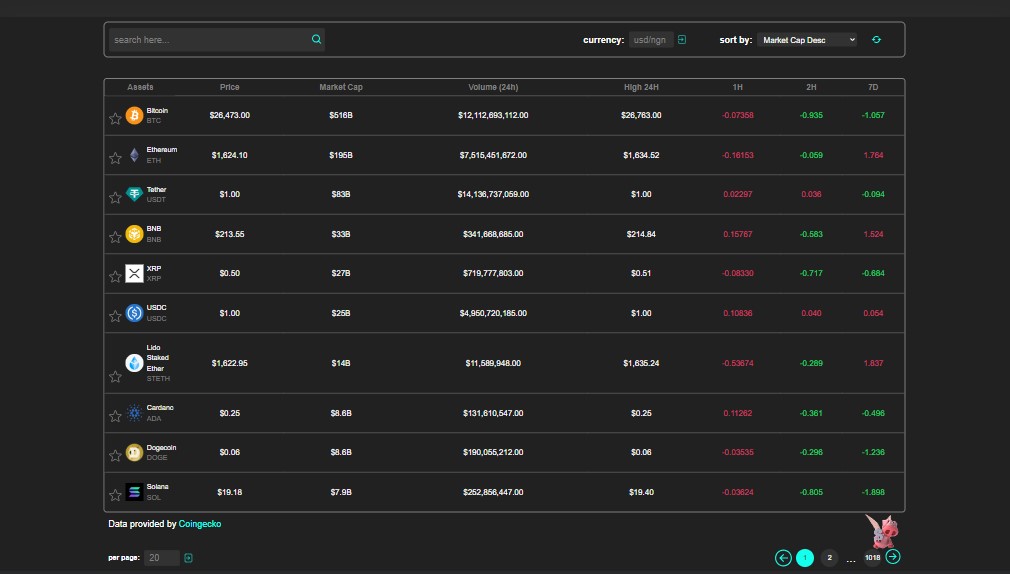 search here...
currency: usd/ngn
sort by: Market Cap Desc
Assets Price Market Cap Volume (24h) High 24H 1H 2H 7D
Bitcoin
BTC
$26,473.00 $516B $12,112,693,112.00 $26,763.00 -0.07358 -0.935 -1.057
Ethereum
ETH
$1,624.10 $195B $7,515,451,672.00 $1,634.52 -0.16153 -0.059 1.764
Tether
USDT
$1.00 $83B $14,136,737,059.00 $1.00 0.02297 0.036 -0.094
BNB
BNB
$213.55 $33B $341,668,685.00 $214.84 0.15767 -0.583 1.524
XRP
XRP
$0.50 $27B $719,777,803.00 $0.51 -0.08330 -0.717 -0.684
USDC
USDC
$1.00 $25B $4,950,720,185.00 $1.00 0.10836 0.040 0.054
Lido
Staked
Ether
STETH
$1,622.95 $14B $11,589,948.00 $1,635.24 -0.53674 -0.289 1.837
Cardano
ADA
$0.25 $8.6B $131,610,547.00 $0.25 0.11262 -0.361 -0.496
Dogecoin
DOGE
$0.06 $8.6B $190,055,212.00 $0.06 -0.03535 -0.296 -1.236
Solana
SOL
$19.18 $7.9B $252,856,447.00 $19.40 -0.03624 -0.805 -1.898
Data provided by Coingecko
per page: 20
1 2 ... 1018